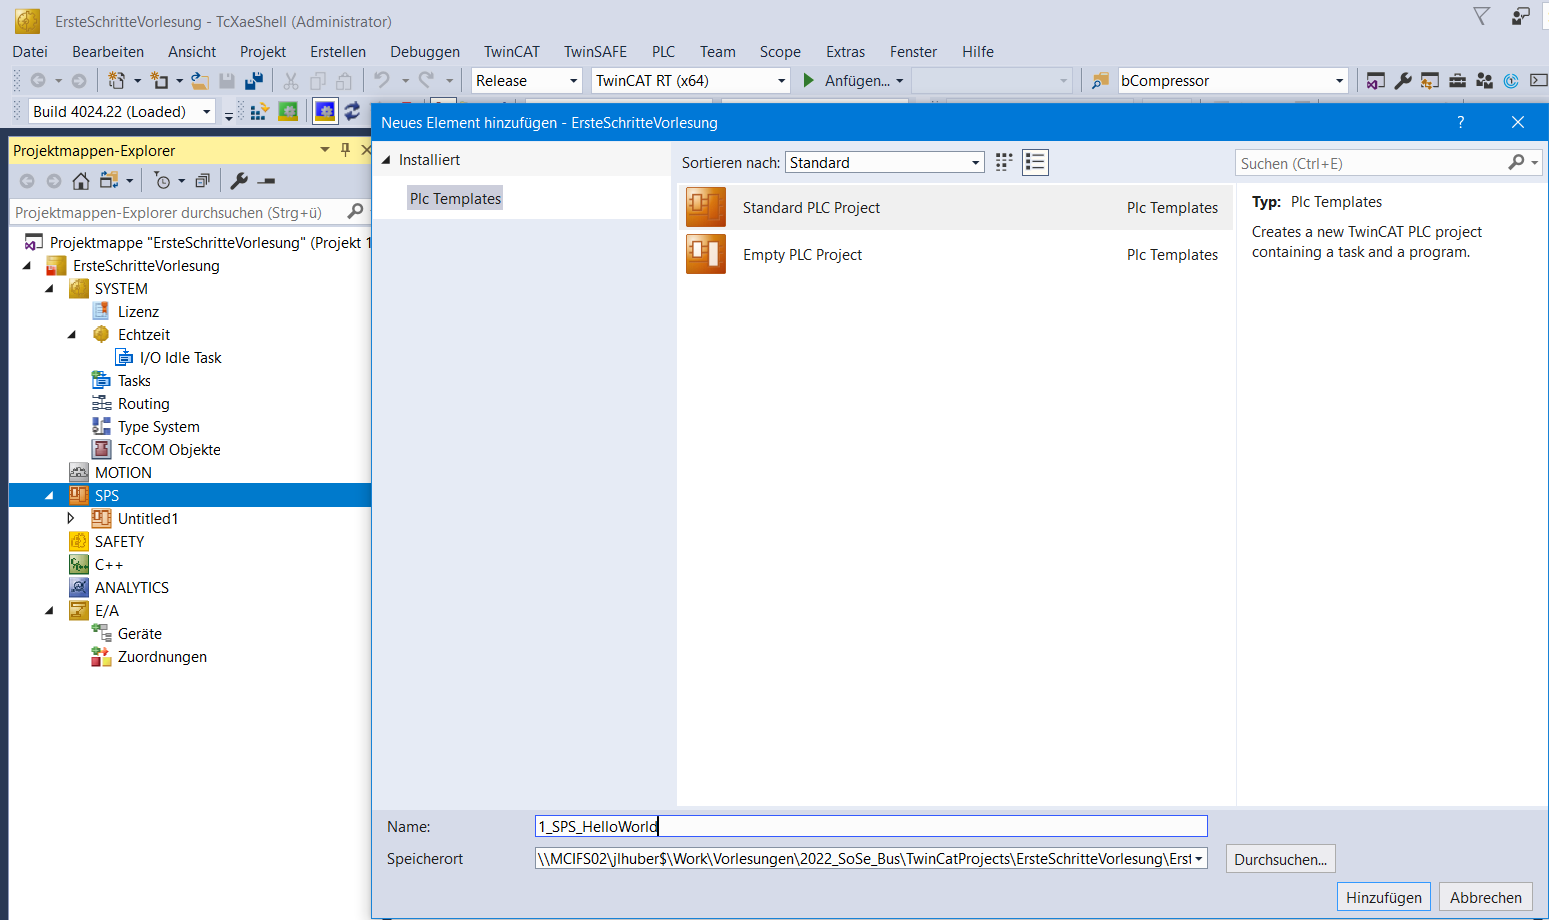 ErsteSchritteVorlesung - TcXaeShell (Administrator)
Datei Bearbeiten Ansicht Projekt Erstellen Debuggen TwinCAT TwinSAFE PLC Team Scope Extras Fenster Hilfe
Release TwinCAT RT (x64) Anfügen... bCompressor
Build 4024.22 (Loaded)
Projektmappen-Explorer
Projektmappen-Explorer durchsuchen (Strg+ü)
Projektmappe "ErsteSchritteVorlesung" (Projekt 1
ErsteSchritteVorlesung
SYSTEM
Lizenz
Echtzeit
I/O Idle Task
Tasks
Routing
Type System
TcCOM Objekte
MOTION
SPS
Untitled1
SAFETY
C++
ANALYTICS
E/A
Geräte
Zuordnungen
Neues Element hinzufügen - ErsteSchritteVorlesung ?
Installiert
Plc Templates
Sortieren nach: Standard
Suchen (Ctrl+E)
Standard PLC Project Plc Templates
Empty PLC Project Plc Templates
Typ: Plc Templates
Creates a new TwinCAT PLC project
containing a task and a program.
Name: 1_SPS_HelloWorld
Speicherort \\MCIFS02\jlhuber$\Work\Vorlesungen\2022_SoSe_Bus\TwinCatProjects\ErsteSchritteVorlesung\Erst Durchsuchen...
Hinzufügen Abbrechen